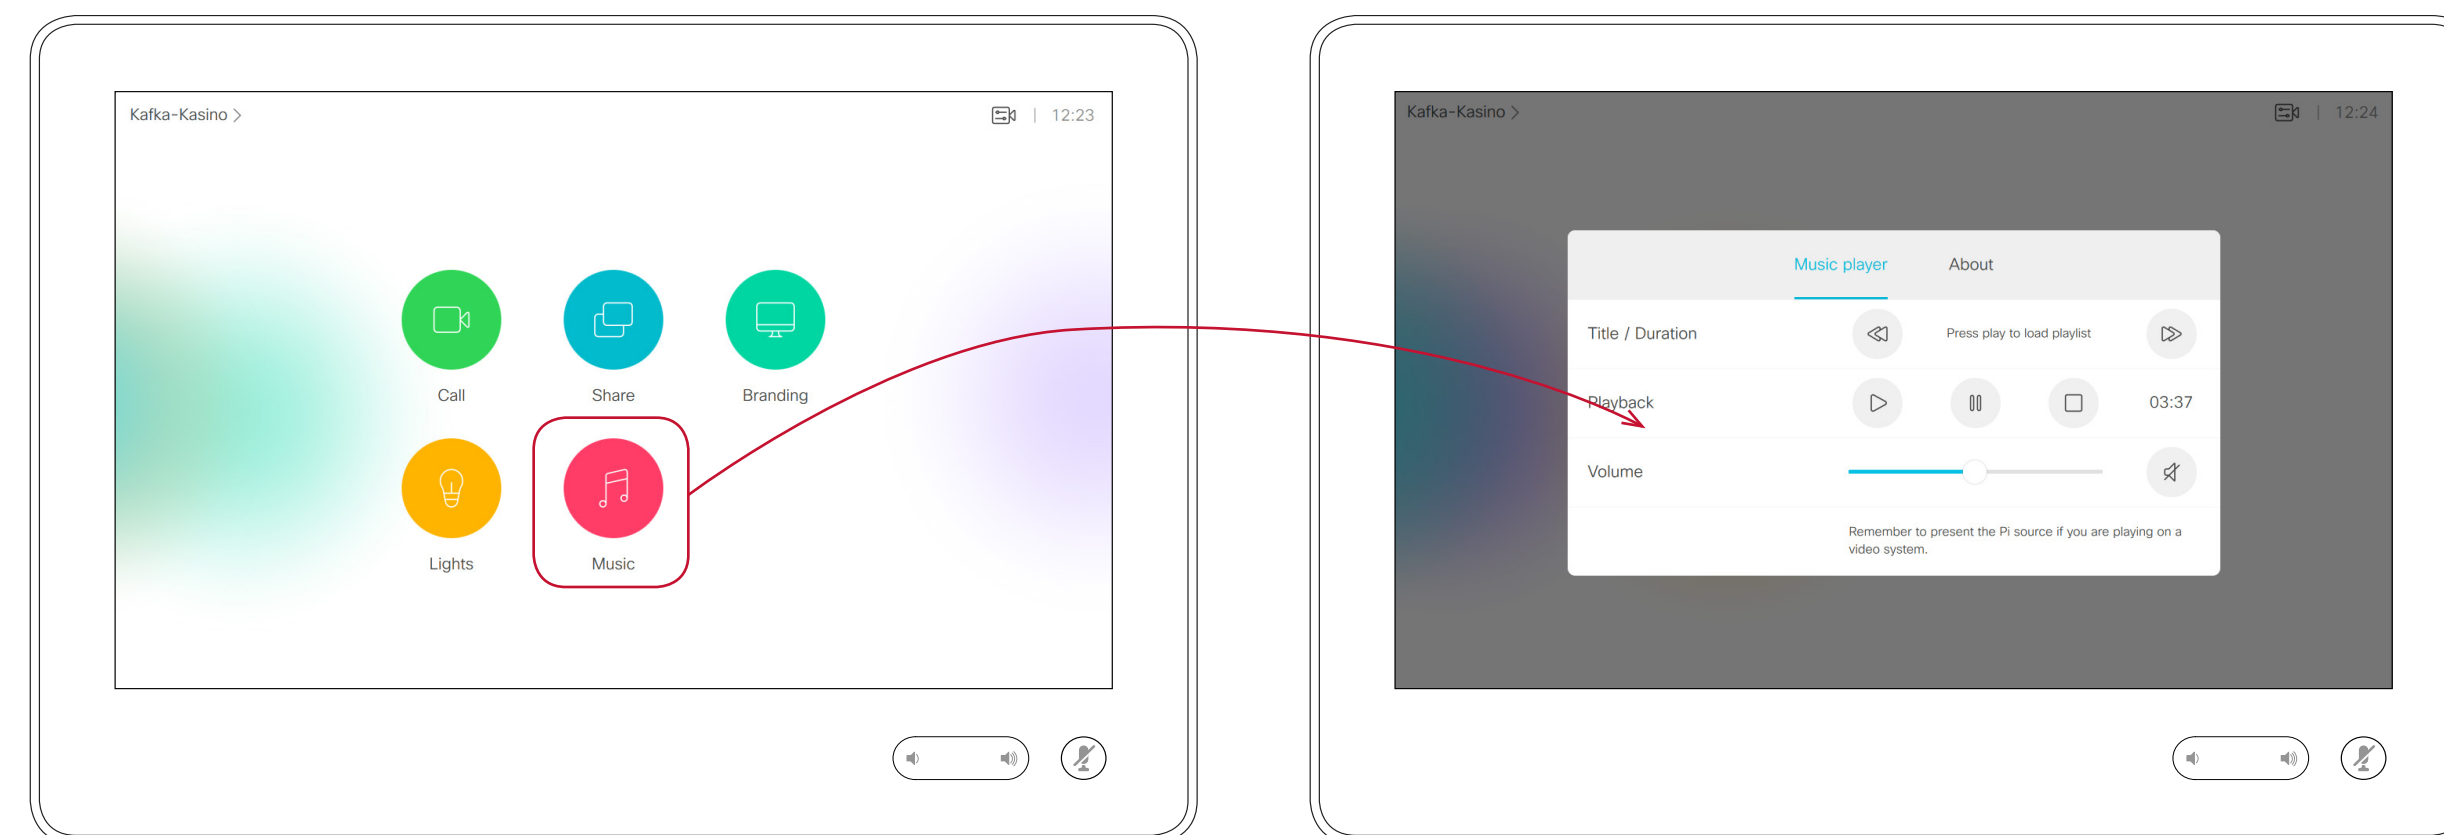 Kafka-Kasino
12:23
Call
Share
Branding
Lights
Music
Kafka-Kasino
12:24
Music player
About
Title / Duration
Press play to load playlist
Playback
03:37
Volume
Remember to present the Pi source if you are playing on a
video system.